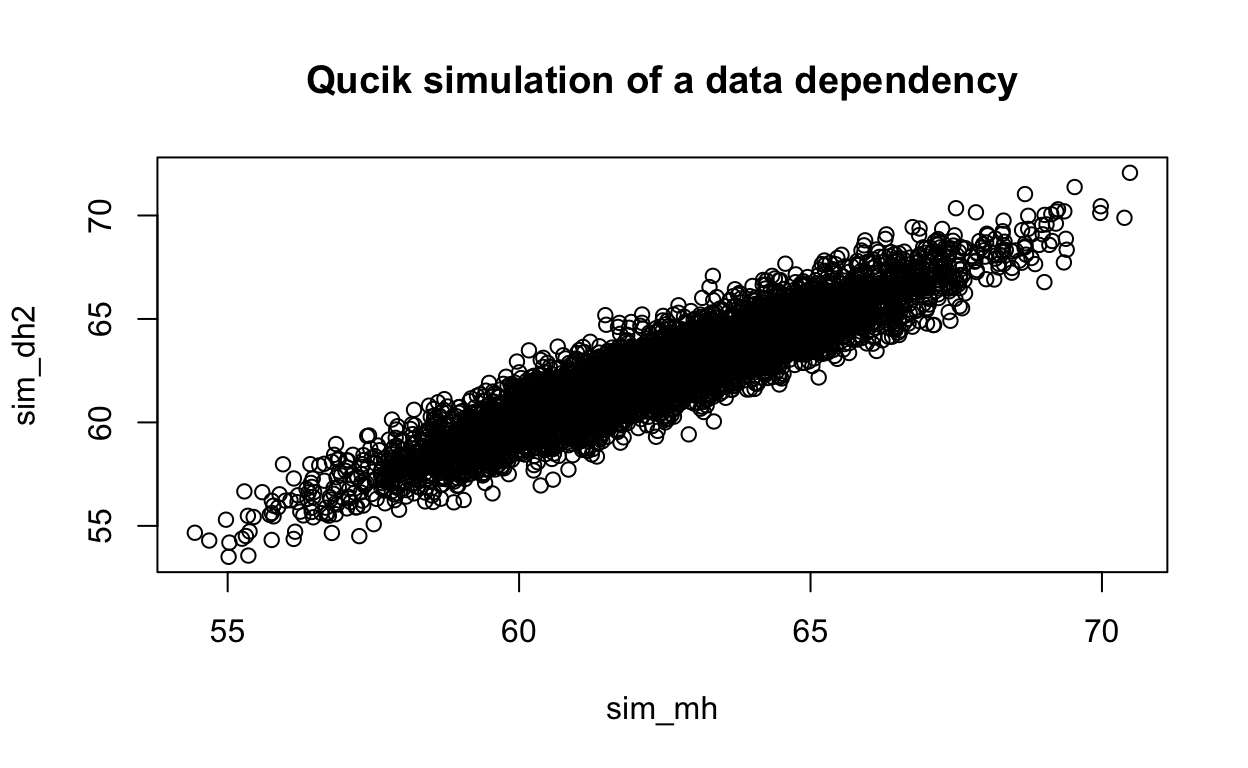 Qucik simulation of a data dependency
sim_dh2
70
65
60
55
55 60 65 70
sim_mh